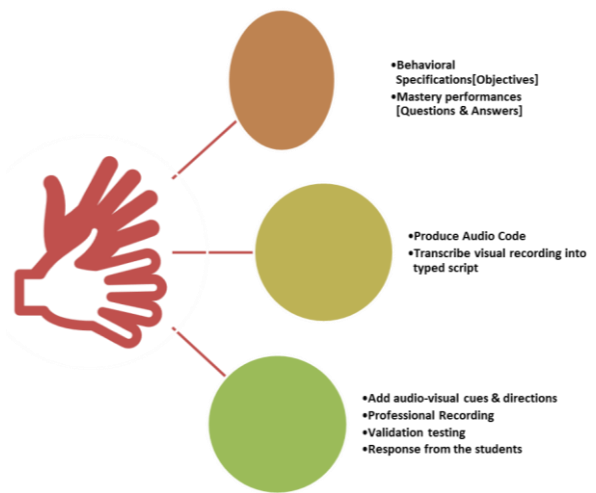 •Behavioral
Specifications[Objectives]
•Mastery performances
[Questions & Answers]
•Produce Audio Code
•Transcribe visual recording into
typed script
•Add audio-visual cues & directions
•Professional Recording
•Validation testing
•Response from the students